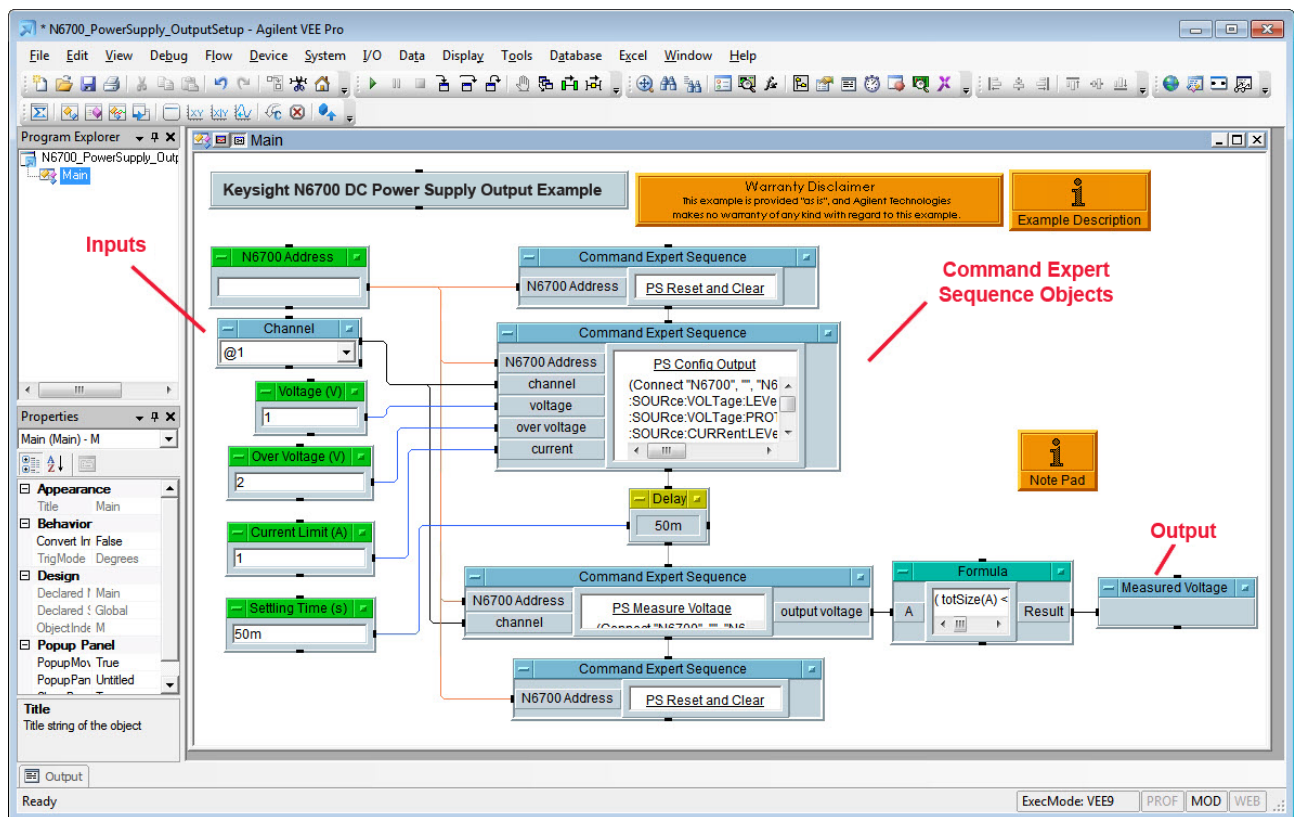 * N6700_PowerSupply_OutputSetup - Agilent VEE Pro
File Edit View Debug Flow Device System I/O Data Display Tools Database Excel Window Help
Program Explorer
N6700_PowerSupply_Outp
Main
Main
Keysight N6700 DC Power Supply Output Example
Warranty Disclaimer
This example is provided "as is", and Agilent Technologies
makes no warranty of any kind with regard to this example.
Example Description
Inputs
N6700 Address
Channel
@1
Voltage (V)
1
Over Voltage (V)
2
Current Limit (A)
1
Settling Time (s)
50m
Command Expert Sequence
N6700 Address
PS Reset and Clear
Command Expert
Sequence Objects
Command Expert Sequence
N6700 Address
channel
voltage
over voltage
current
PS Config Output
(Connect "N6700", "", "N6
:SOURce:VOLTage:LEVe
:SOURce:VOLTage:PROT
:SOURce:CURRent:LEVe
Note Pad
Delay
50m
Command Expert Sequence
N6700 Address
channel
PS Measure Voltage
output voltage
Formula
A
( totSize(A) <
Result
Output
Measured Voltage
Command Expert Sequence
N6700 Address
PS Reset and Clear
Properties
Main (Main) - M
Appearance
Title Main
Behavior
Convert In False
TrigMode Degrees
Design
Declared Main
Declared Global
ObjectInde M
Popup Panel
PopupMov True
PopupPan Untitled
Title
Title string of the object
Output
Ready
ExecMode: VEE9 PROF MOD WEB